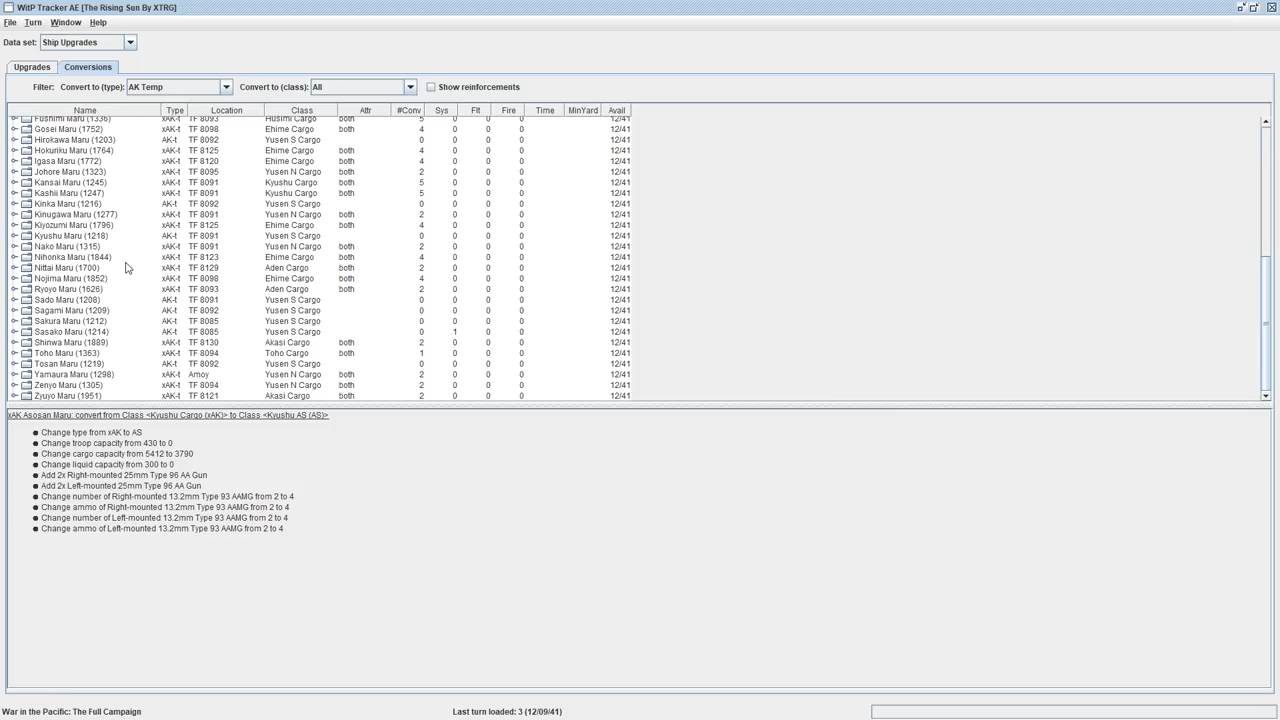 WitP Tracker AE [The Rising Sun By XTRG]
File Turn Window Help
Data set: Ship Upgrades
Upgrades Conversions
Filter: Convert to (type): AK Temp Convert to (class): All Show reinforcements
Name Type Location Class Attr #Conv Sys Flt Fire Time MinYard Avail
Fushimi Maru (1336) xAK-t TF 8093 Husimi Cargo both 5 0 0 0 12/41
Gosei Maru (1752) xAK-t TF 8098 Ehime Cargo both 4 0 0 0 12/41
Hirokawa Maru (1203) AK-t TF 8092 Yusen S Cargo 0 0 0 0 12/41
Hokuriku Maru (1764) xAK-t TF 8125 Ehime Cargo both 4 0 0 0 12/41
Igasa Maru (1772) xAK-t TF 8120 Ehime Cargo both 4 0 0 0 12/41
Johore Maru (1323) xAK-t TF 8095 Yusen N Cargo both 2 0 0 0 12/41
Kansai Maru (1245) xAK-t TF 8091 Kyushu Cargo both 5 0 0 0 12/41
Kashii Maru (1247) xAK-t TF 8091 Kyushu Cargo both 5 0 0 0 12/41
Kinka Maru (1216) AK-t TF 8092 Yusen S Cargo 0 0 0 0 12/41
Kinugawa Maru (1277) xAK-t TF 8091 Yusen N Cargo both 2 0 0 0 12/41
Kiyozumi Maru (1796) xAK-t TF 8125 Ehime Cargo both 4 0 0 0 12/41
Kyushu Maru (1218) AK-t TF 8091 Yusen S Cargo 0 0 0 0 12/41
Nako Maru (1315) xAK-t TF 8091 Yusen N Cargo both 2 0 0 0 12/41
Nihonka Maru (1844) xAK-t TF 8123 Ehime Cargo both 4 0 0 0 12/41
Nittai Maru (1700) xAK-t TF 8129 Aden Cargo both 2 0 0 0 12/41
Nojima Maru (1852) xAK-t TF 8098 Ehime Cargo both 4 0 0 0 12/41
Ryoyo Maru (1626) xAK-t TF 8093 Aden Cargo both 2 0 0 0 12/41
Sado Maru (1208) AK-t TF 8091 Yusen S Cargo 0 0 0 0 12/41
Sagami Maru (1209) AK-t TF 8092 Yusen S Cargo 0 0 0 0 12/41
Sakura Maru (1212) AK-t TF 8085 Yusen S Cargo 0 0 0 0 12/41
Sasako Maru (1214) AK-t TF 8085 Yusen S Cargo 0 1 0 0 12/41
Shinwa Maru (1889) xAK-t TF 8130 Akasi Cargo both 2 0 0 0 12/41
Toho Maru (1363) xAK-t TF 8094 Toho Cargo both 1 0 0 0 12/41
Tosan Maru (1219) AK-t TF 8092 Yusen S Cargo 0 0 0 0 12/41
Yamaura Maru (1298) xAK-t Amoy Yusen N Cargo both 2 0 0 0 12/41
Zenyo Maru (1305) xAK-t TF 8094 Yusen N Cargo both 2 0 0 0 12/41
Zyuyo Maru (1951) xAK-t TF 8121 Akasi Cargo both 2 0 0 0 12/41
xAK Asosan Maru: convert from Class <Kyushu Cargo (xAK)> to Class <Kyushu AS (AS)>
Change type from xAK to AS
Change troop capacity from 430 to 0
Change cargo capacity from 5412 to 3790
Change liquid capacity from 300 to 0
Add 2x Right-mounted 25mm Type 96 AA Gun
Add 2x Left-mounted 25mm Type 96 AA Gun
Change number of Right-mounted 13.2mm Type 93 AAMG from 2 to 4
Change ammo of Right-mounted 13.2mm Type 93 AAMG from 2 to 4
Change number of Left-mounted 13.2mm Type 93 AAMG from 2 to 4
Change ammo of Left-mounted 13.2mm Type 93 AAMG from 2 to 4
War in the Pacific: The Full Campaign Last turn loaded: 3 (12/09/41)